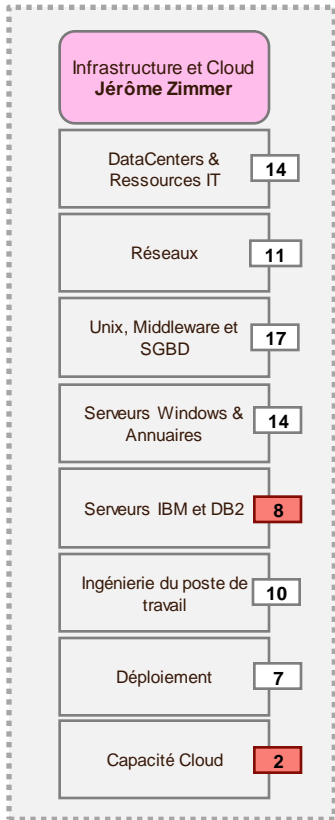 Infrastructure et Cloud
Jérôme Zimmer
DataCenters &
Ressources IT
14
Réseaux
11
Unix, Middleware et
SGBD
17
Serveurs Windows &
Annuaires
14
Serveurs IBM et DB2
8
Ingénierie du poste de
travail
10
Déploiement
7
Capacité Cloud
2